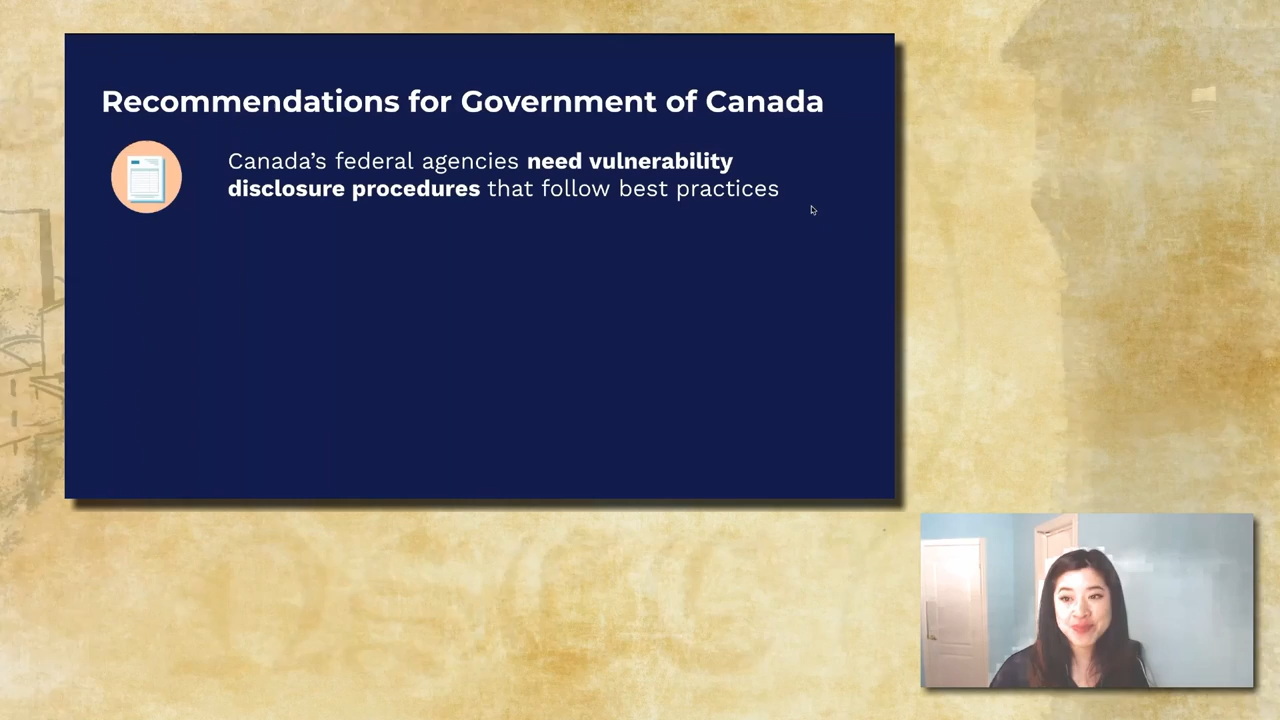 Recommendations for Government of Canada
Canada’s federal agencies need vulnerability
disclosure procedures that follow best practices